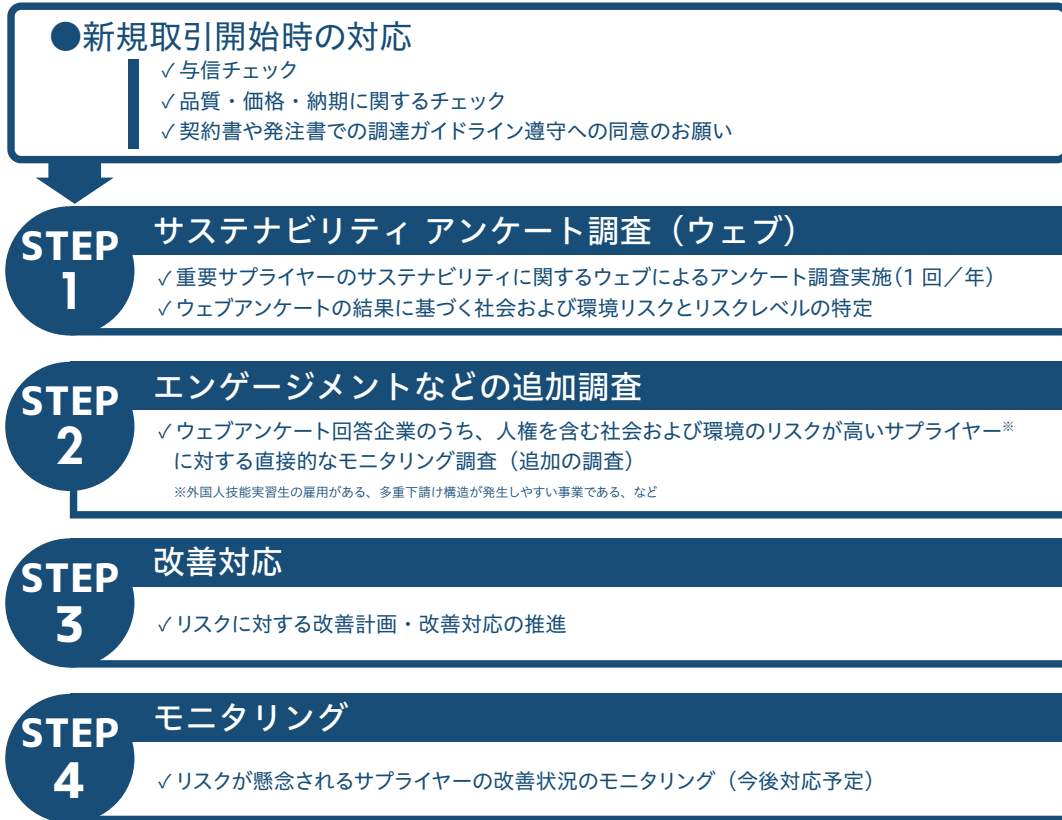 ●新規取引開始時の対応
✓与信チェック
✓品質・価格・納期に関するチェック
✓契約書や発注書での調達ガイドライン遵守への同意のお願い
STEP
1
サステナビリティ アンケート調査（ウェブ）
✓重要サプライヤーのサステナビリティに関するウェブによるアンケート調査実施（1 回／年）
✓ウェブアンケートの結果に基づく社会および環境リスクとリスクレベルの特定
STEP
2
エンゲージメントなどの追加調査
✓ウェブアンケート回答企業のうち、人権を含む社会および環境のリスクが高いサプライヤー※
に対する直接的なモニタリング調査（追加の調査）
※外国人技能実習生の雇用がある、多重下請け構造が発生しやすい事業である、など
STEP
3
改善対応
✓リスクに対する改善計画・改善対応の推進
STEP
4
モニタリング
✓リスクが懸念されるサプライヤーの改善状況のモニタリング（今後対応予定）